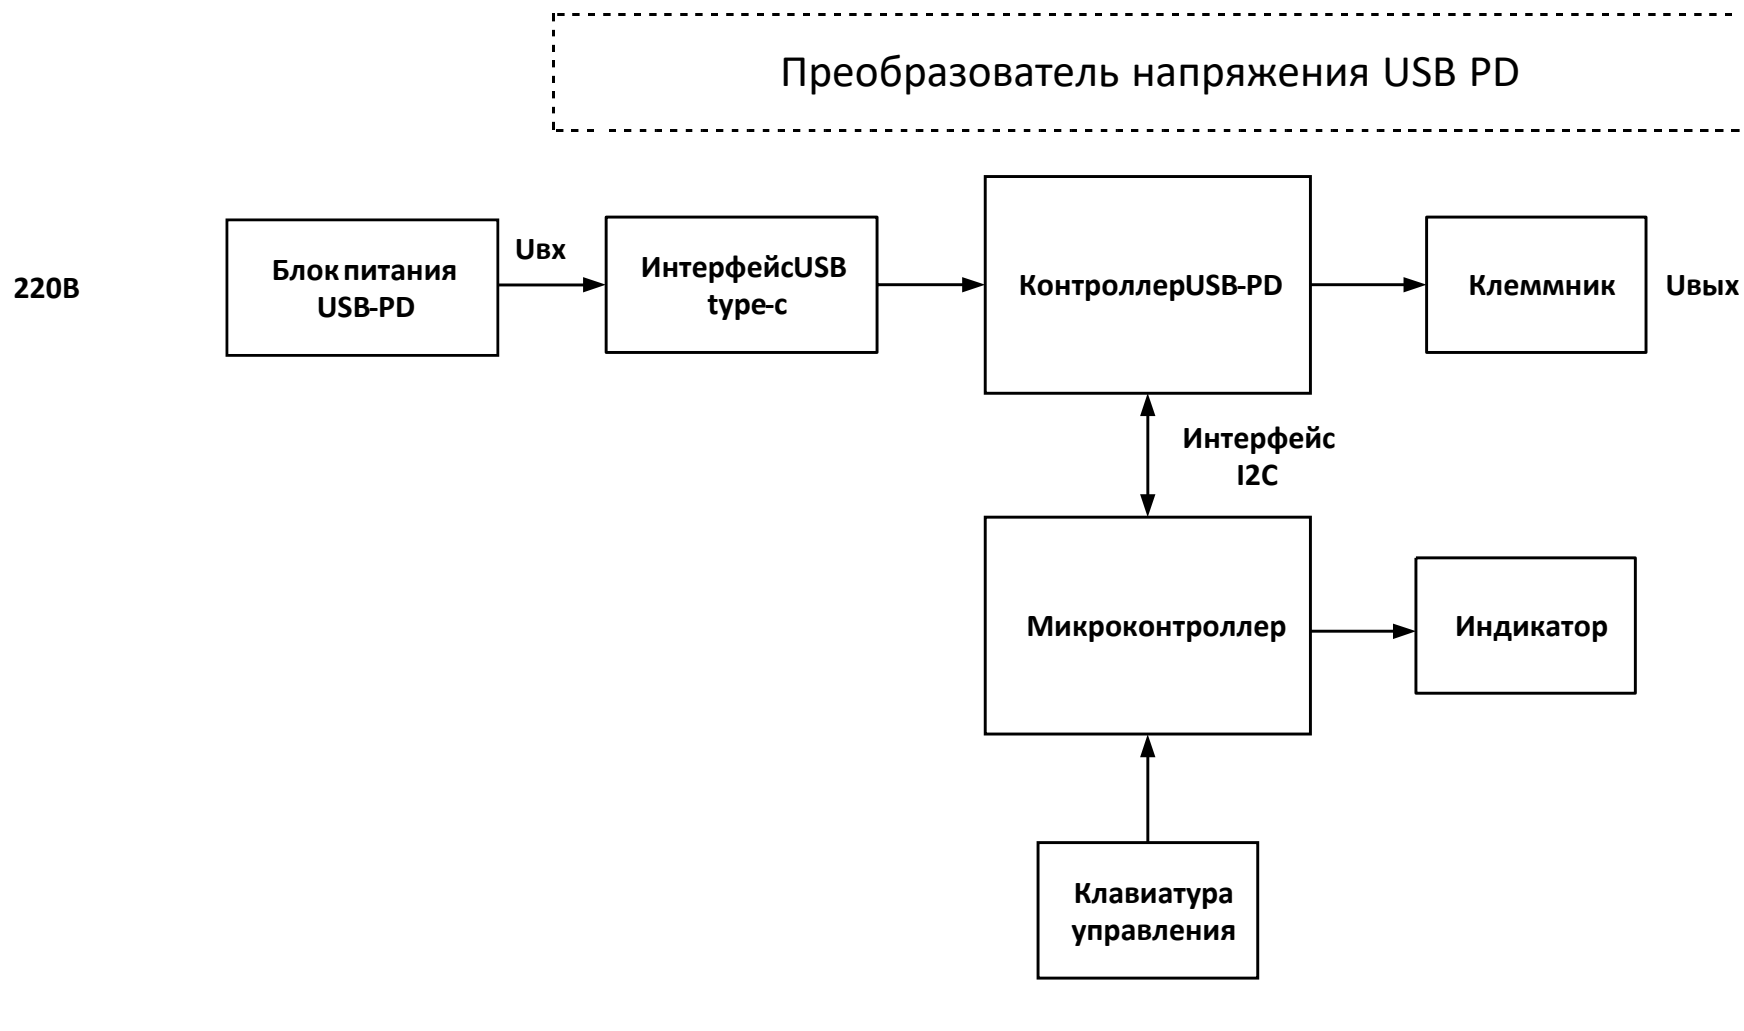 Преобразователь напряжения USB PD
220В
Блок питания
USB-PD
Uвх
ИнтерфейсUSB
type-c
КонтроллерUSB-PD
Клеммник
Uвых
Интерфейс
I2C
Микроконтроллер
Индикатор
Клавиатура
управления